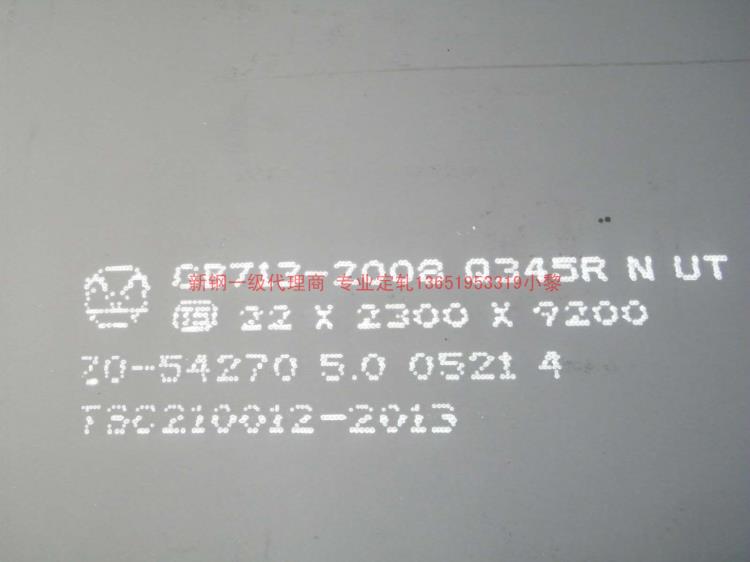 GB713-2008 Q345R N UT
新钢一级代理商 专业定轧13651953319小黎
TS 22 X 2300 X 9200
20-54270 5.0 0521 4
TSC210012-2013